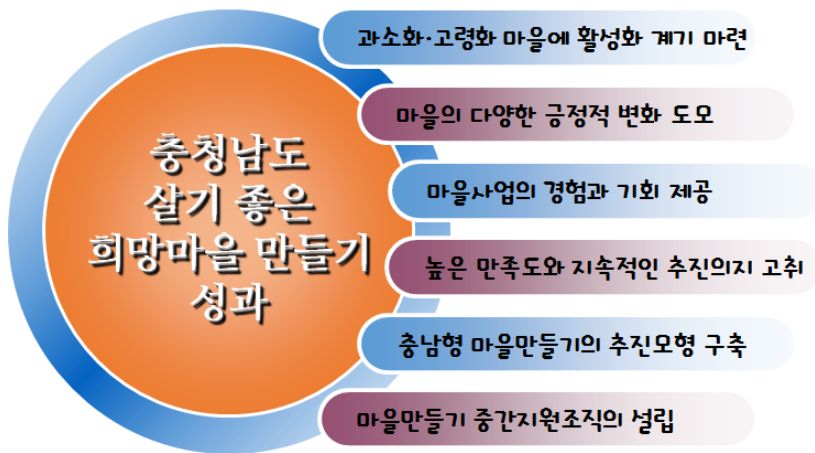 충청남도
살기 좋은
희망마을 만들기
성과
과소화·고령화 마을에 활성화 계기 마련
마을의 다양한 긍정적 변화 도모
마을사업의 경험과 기회 제공
높은 만족도와 지속적인 추진의지 고취
충남형 마을만들기의 추진모형 구축
마을만들기 중간지원조직의 설립